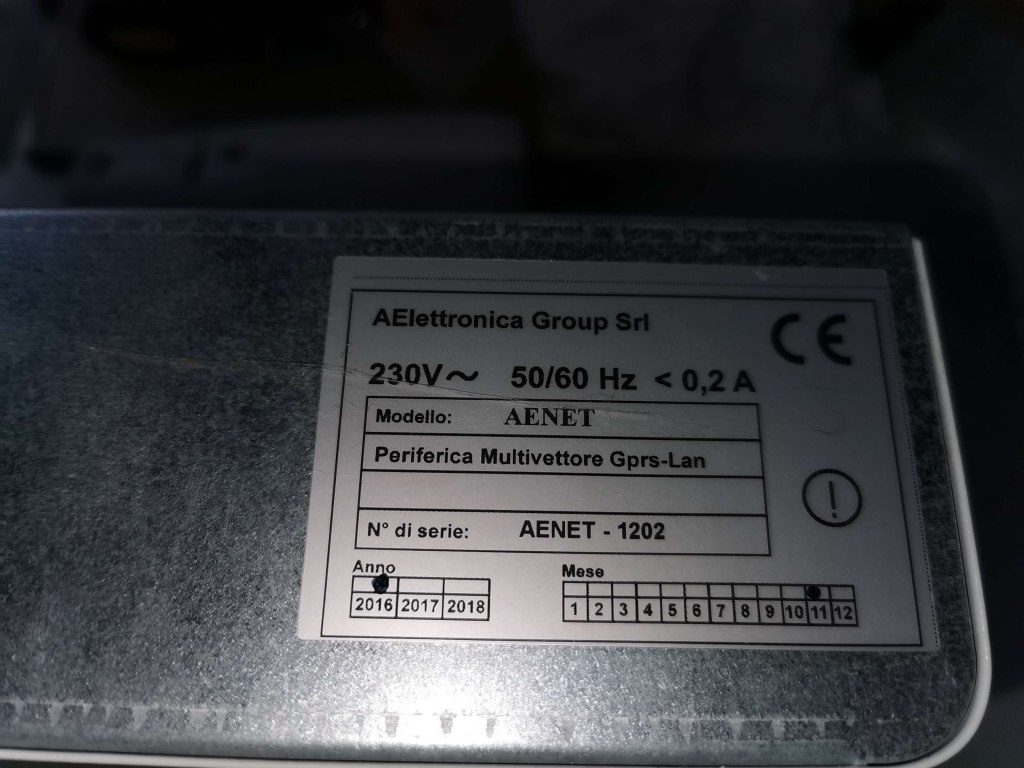 AElettronica Group Srl
CE
230V~ 50/60 Hz < 0,2 A
Modello: AENET
Periferica Multivettore Gprs-Lan
N° di serie: AENET - 1202
Anno Mese
2016 2017 2018 1 2 3 4 5 6 7 8 9 10 11 12